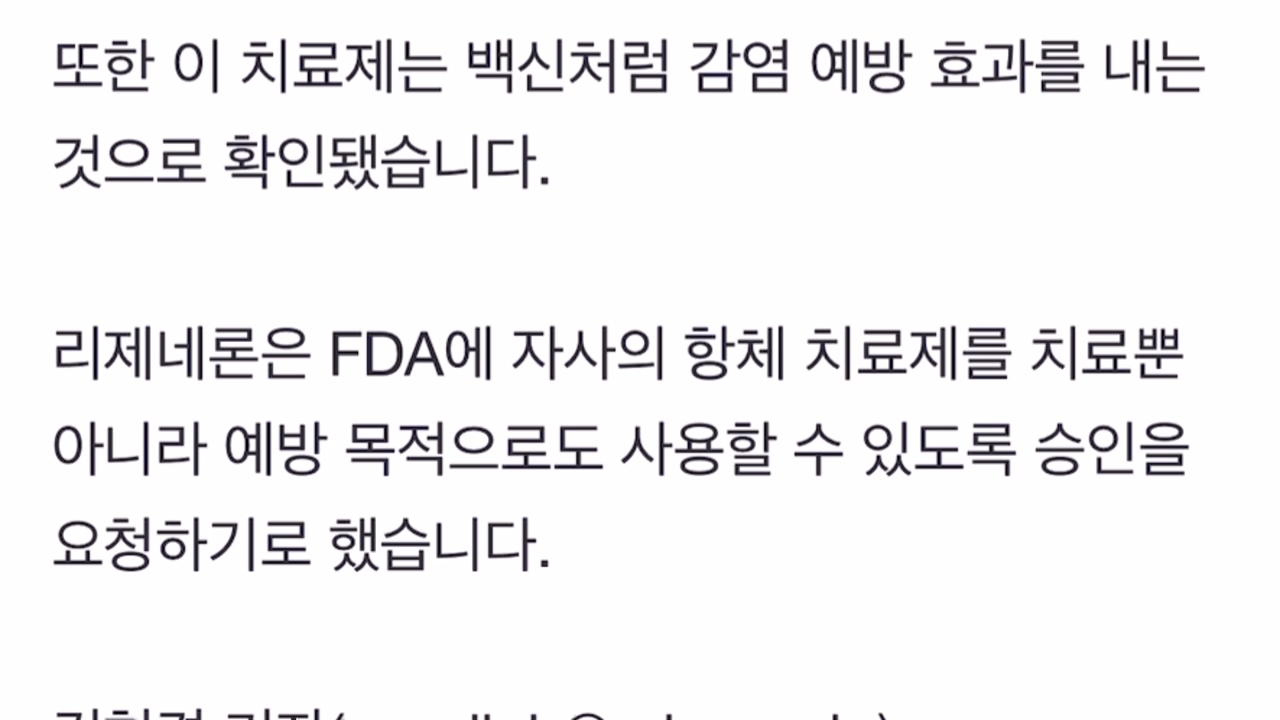 또한 이 치료제는 백신처럼 감염 예방 효과를 내는
것으로 확인됐습니다.
리제네론은 FDA에 자사의 항체 치료제를 치료뿐
아니라 예방 목적으로도 사용할 수 있도록 승인을
요청하기로 했습니다.